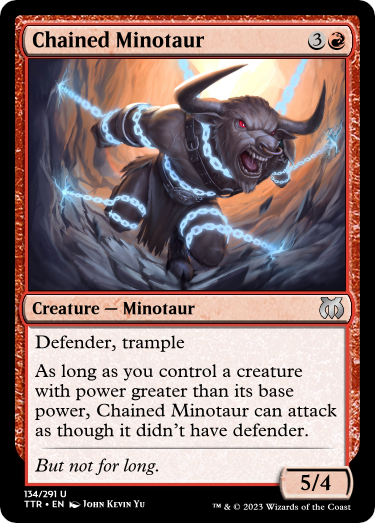 Chained Minotaur 3
Creature — Minotaur
Defender, trample
As long as you control a creature
with power greater than its base
power, Chained Minotaur can attack
as though it didn't have defender.
But not for long.
5/4
134/291 U
TTR • EN John Kevin Yu
™ & © 2023 Wizards of the Coast